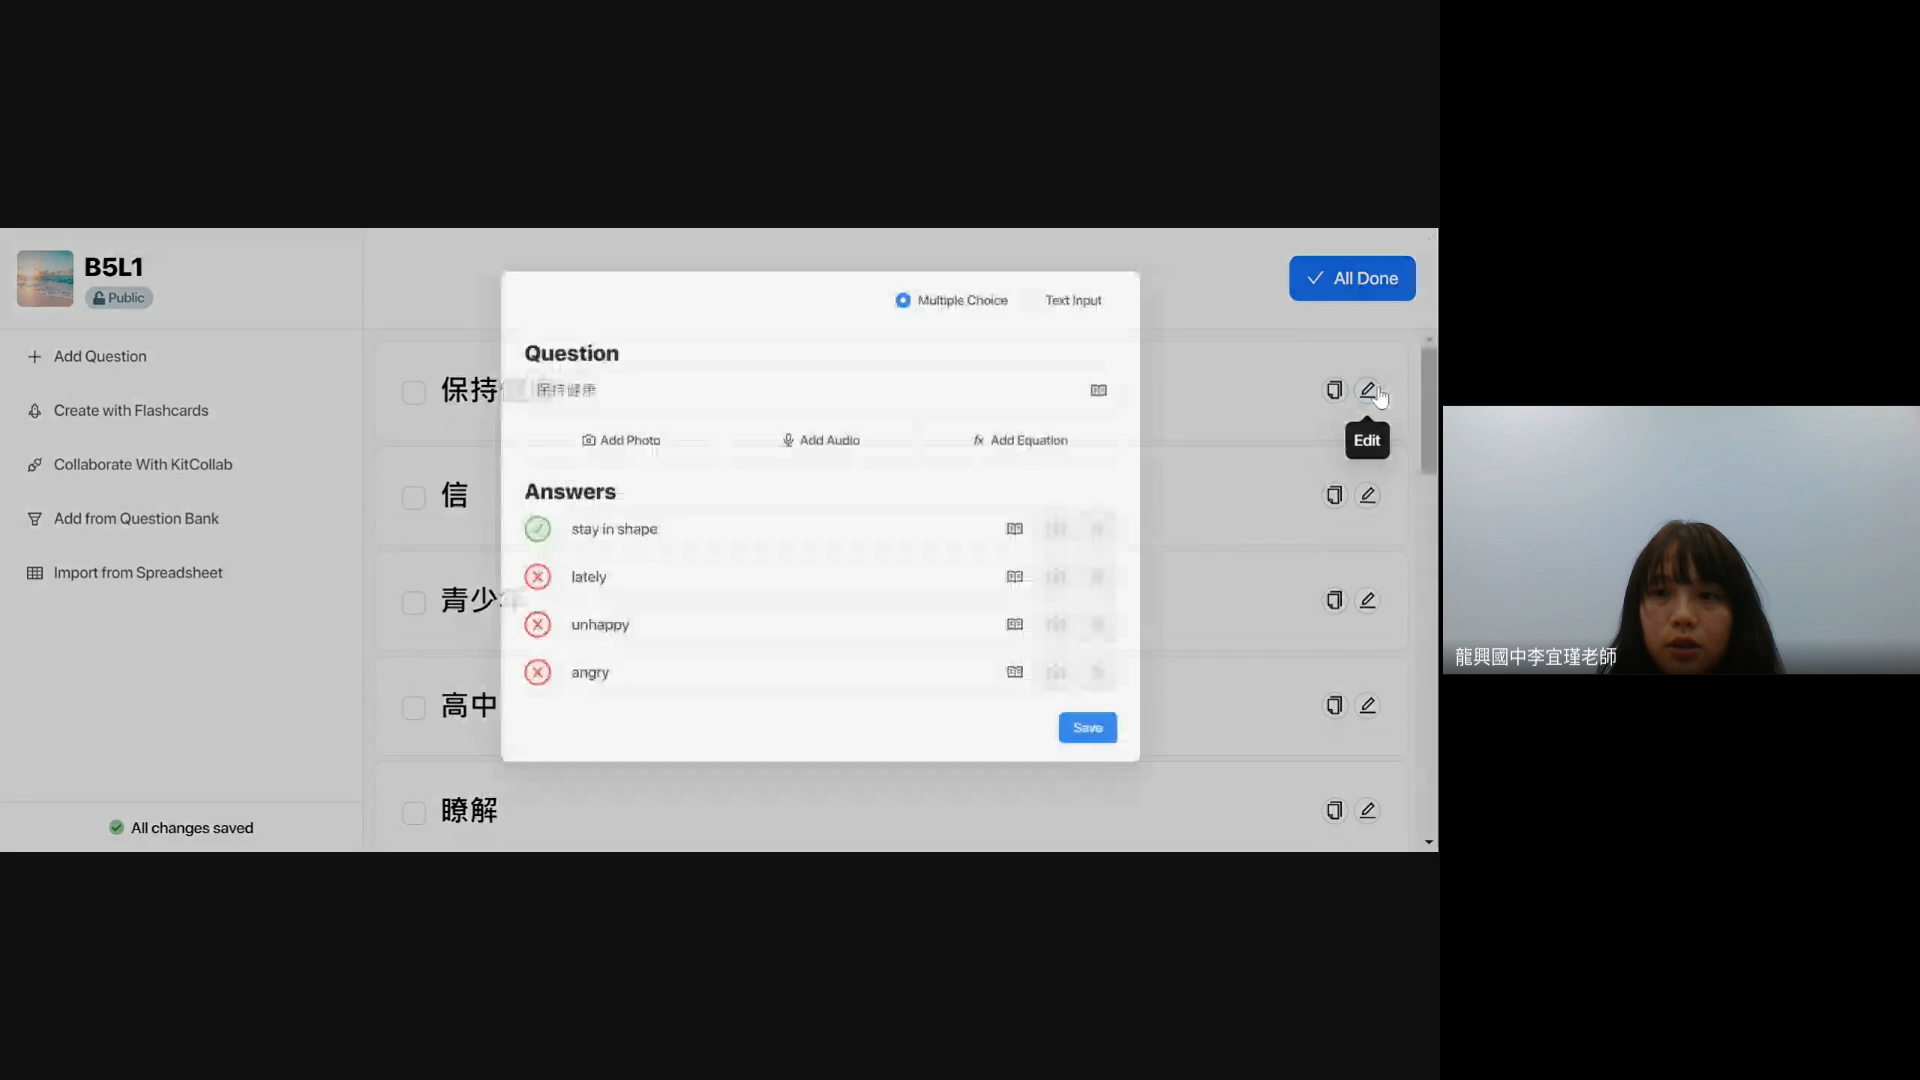 B5L1
Public
All Done
Add Question
Create with Flashcards
Collaborate With KitCollab
Add from Question Bank
Import from Spreadsheet
All changes saved
保持
信
青少年
高中
瞭解
Edit
Multiple Choice
Text Input
Question
保持健康
Add Photo
Add Audio
fx Add Equation
Answers
stay in shape
lately
unhappy
angry
Save
龍興國中李宜瑾老師